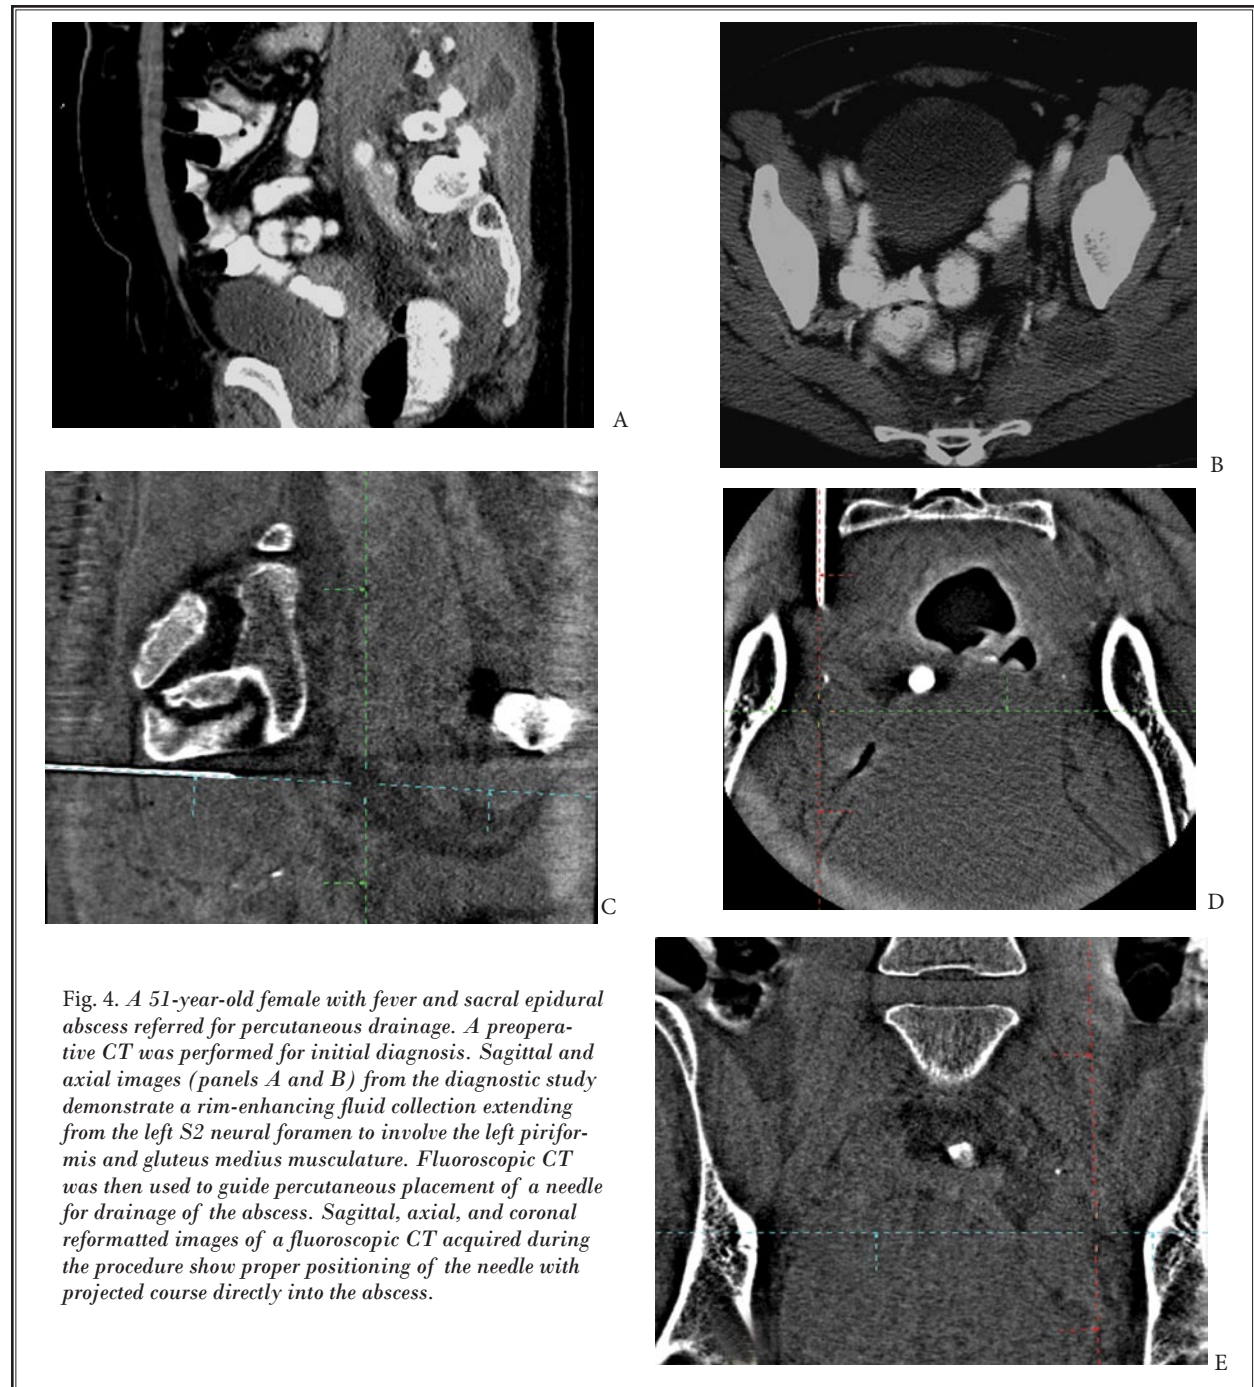 A
B
C
D
Fig. 4. A 51-year-old female with fever and sacral epidural
abscess referred for percutaneous drainage. A preopera-
tive CT was performed for initial diagnosis. Sagittal and
axial images (panels A and B) from the diagnostic study
demonstrate a rim-enhancing fluid collection extending
from the left S2 neural foramen to involve the left pirifor-
mis and gluteus medius musculature. Fluoroscopic CT
was then used to guide percutaneous placement of a needle
for drainage of the abscess. Sagittal, axial, and coronal
reformatted images of a fluoroscopic CT acquired during
the procedure show proper positioning of the needle with
projected course directly into the abscess.
E